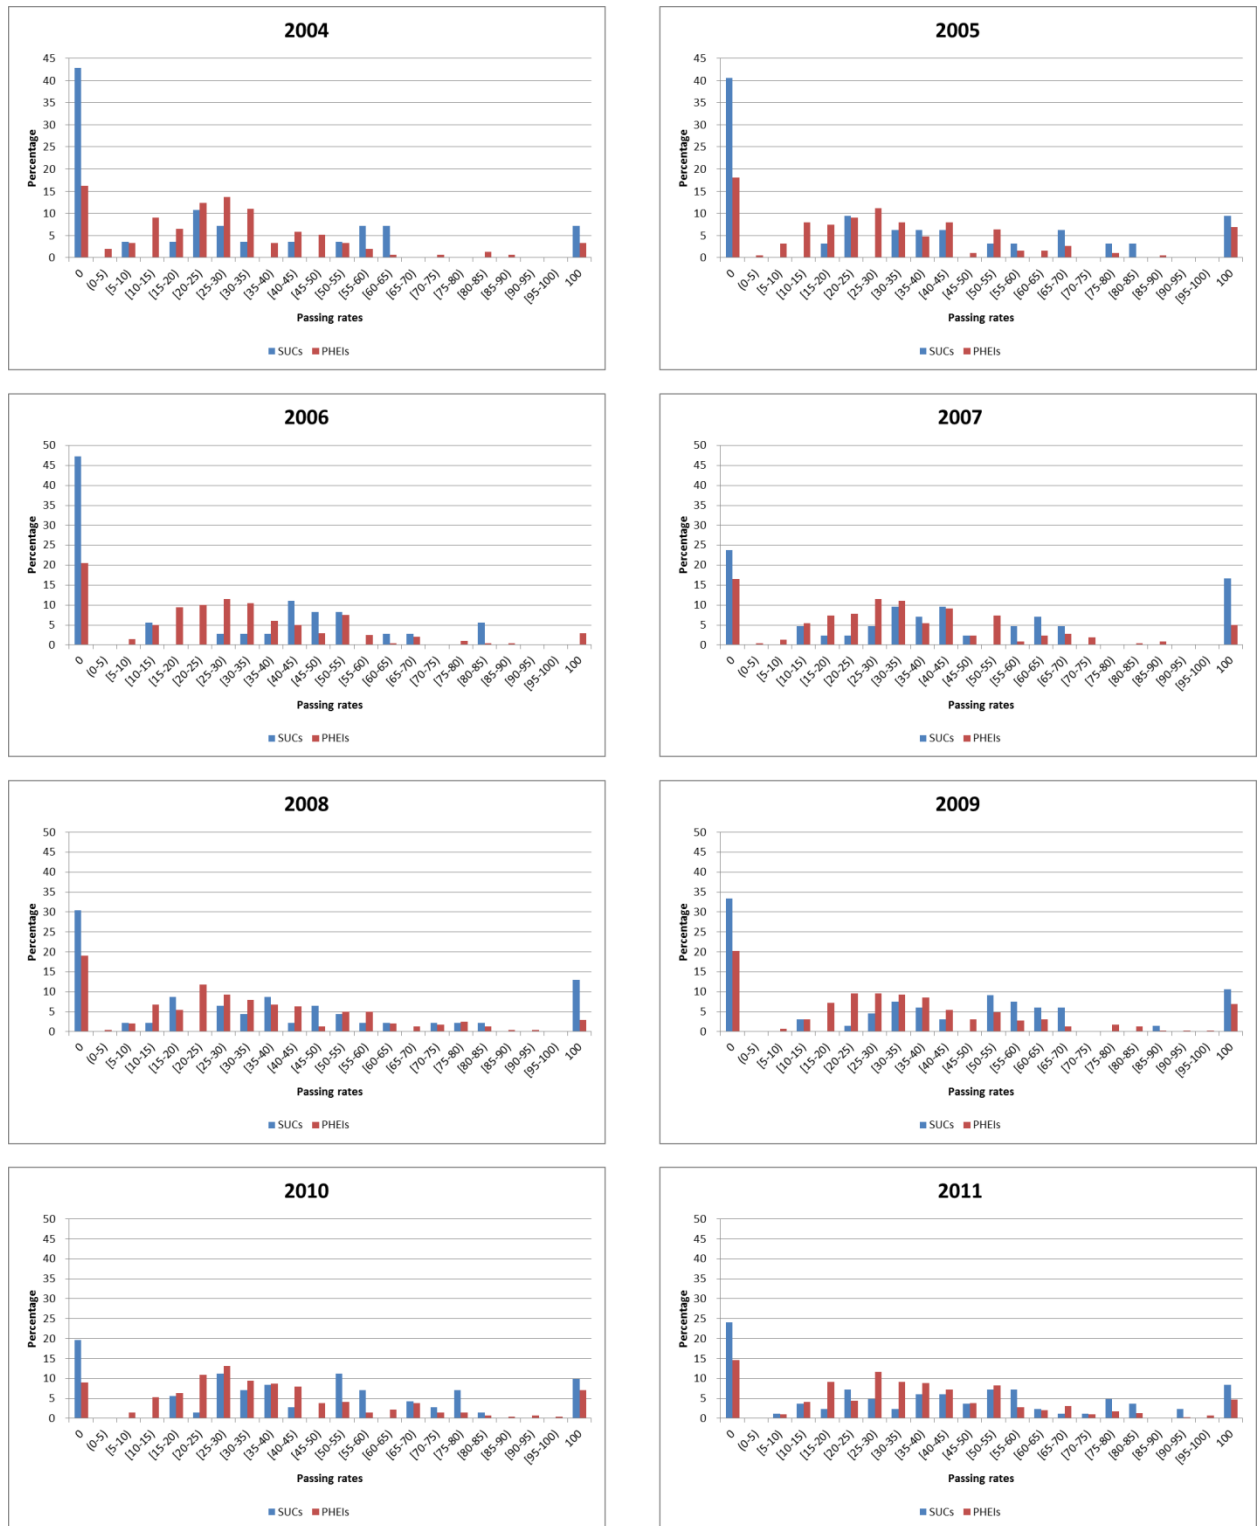 2004
45
40
35
30
25
20
15
10
5
0
Percentage
0 (0-5) [5-10) [10-15) [15-20) [20-25) [25-30) [30-35) [35-40) [40-45) [45-50) [50-55) [55-60) [60-65) [65-70) [70-75) [75-80) [80-85) [85-90) [90-95) [95-100) 100
Passing rates
SUCs PHEIs
2005
45
40
35
30
25
20
15
10
5
0
Percentage
0 (0-5) [5-10) [10-15) [15-20) [20-25) [25-30) [30-35) [35-40) [40-45) [45-50) [50-55) [55-60) [60-65) [65-70) [70-75) [75-80) [80-85) [85-90) [90-95) [95-100) 100
Passing rates
SUCs PHEIs
2006
50
45
40
35
30
25
20
15
10
5
0
Percentage
0 (0-5) [5-10) [10-15) [15-20) [20-25) [25-30) [30-35) [35-40) [40-45) [45-50) [50-55) [55-60) [60-65) [65-70) [70-75) [75-80) [80-85) [85-90) [90-95) [95-100) 100
Passing rates
SUCs PHEIs
2007
50
45
40
35
30
25
20
15
10
5
0
Percentage
0 (0-5) [5-10) [10-15) [15-20) [20-25) [25-30) [30-35) [35-40) [40-45) [45-50) [50-55) [55-60) [60-65) [65-70) [70-75) [75-80) [80-85) [85-90) [90-95) [95-100) 100
Passing rates
SUCs PHEIs
2008
50
45
40
35
30
25
20
15
10
5
0
Percentage
0 (0-5) [5-10) [10-15) [15-20) [20-25) [25-30) [30-35) [35-40) [40-45) [45-50) [50-55) [55-60) [60-65) [65-70) [70-75) [75-80) [80-85) [85-90) [90-95) [95-100) 100
Passing rates
SUCs PHEIs
2009
50
45
40
35
30
25
20
15
10
5
0
Percentage
0 (0-5) [5-10) [10-15) [15-20) [20-25) [25-30) [30-35) [35-40) [40-45) [45-50) [50-55) [55-60) [60-65) [65-70) [70-75) [75-80) [80-85) [85-90) [90-95) [95-100) 100
Passing rates
SUCs PHEIs
2010
50
45
40
35
30
25
20
15
10
5
0
Percentage
0 (0-5) [5-10) [10-15) [15-20) [20-25) [25-30) [30-35) [35-40) [40-45) [45-50) [50-55) [55-60) [60-65) [65-70) [70-75) [75-80) [80-85) [85-90) [90-95) [95-100) 100
Passing rates
SUCs PHEIs
2011
50
45
40
35
30
25
20
15
10
5
0
Percentage
0 (0-5) [5-10) [10-15) [15-20) [20-25) [25-30) [30-35) [35-40) [40-45) [45-50) [50-55) [55-60) [60-65) [65-70) [70-75) [75-80) [80-85) [85-90) [90-95) [95-100) 100
Passing rates
SUCs PHEIs